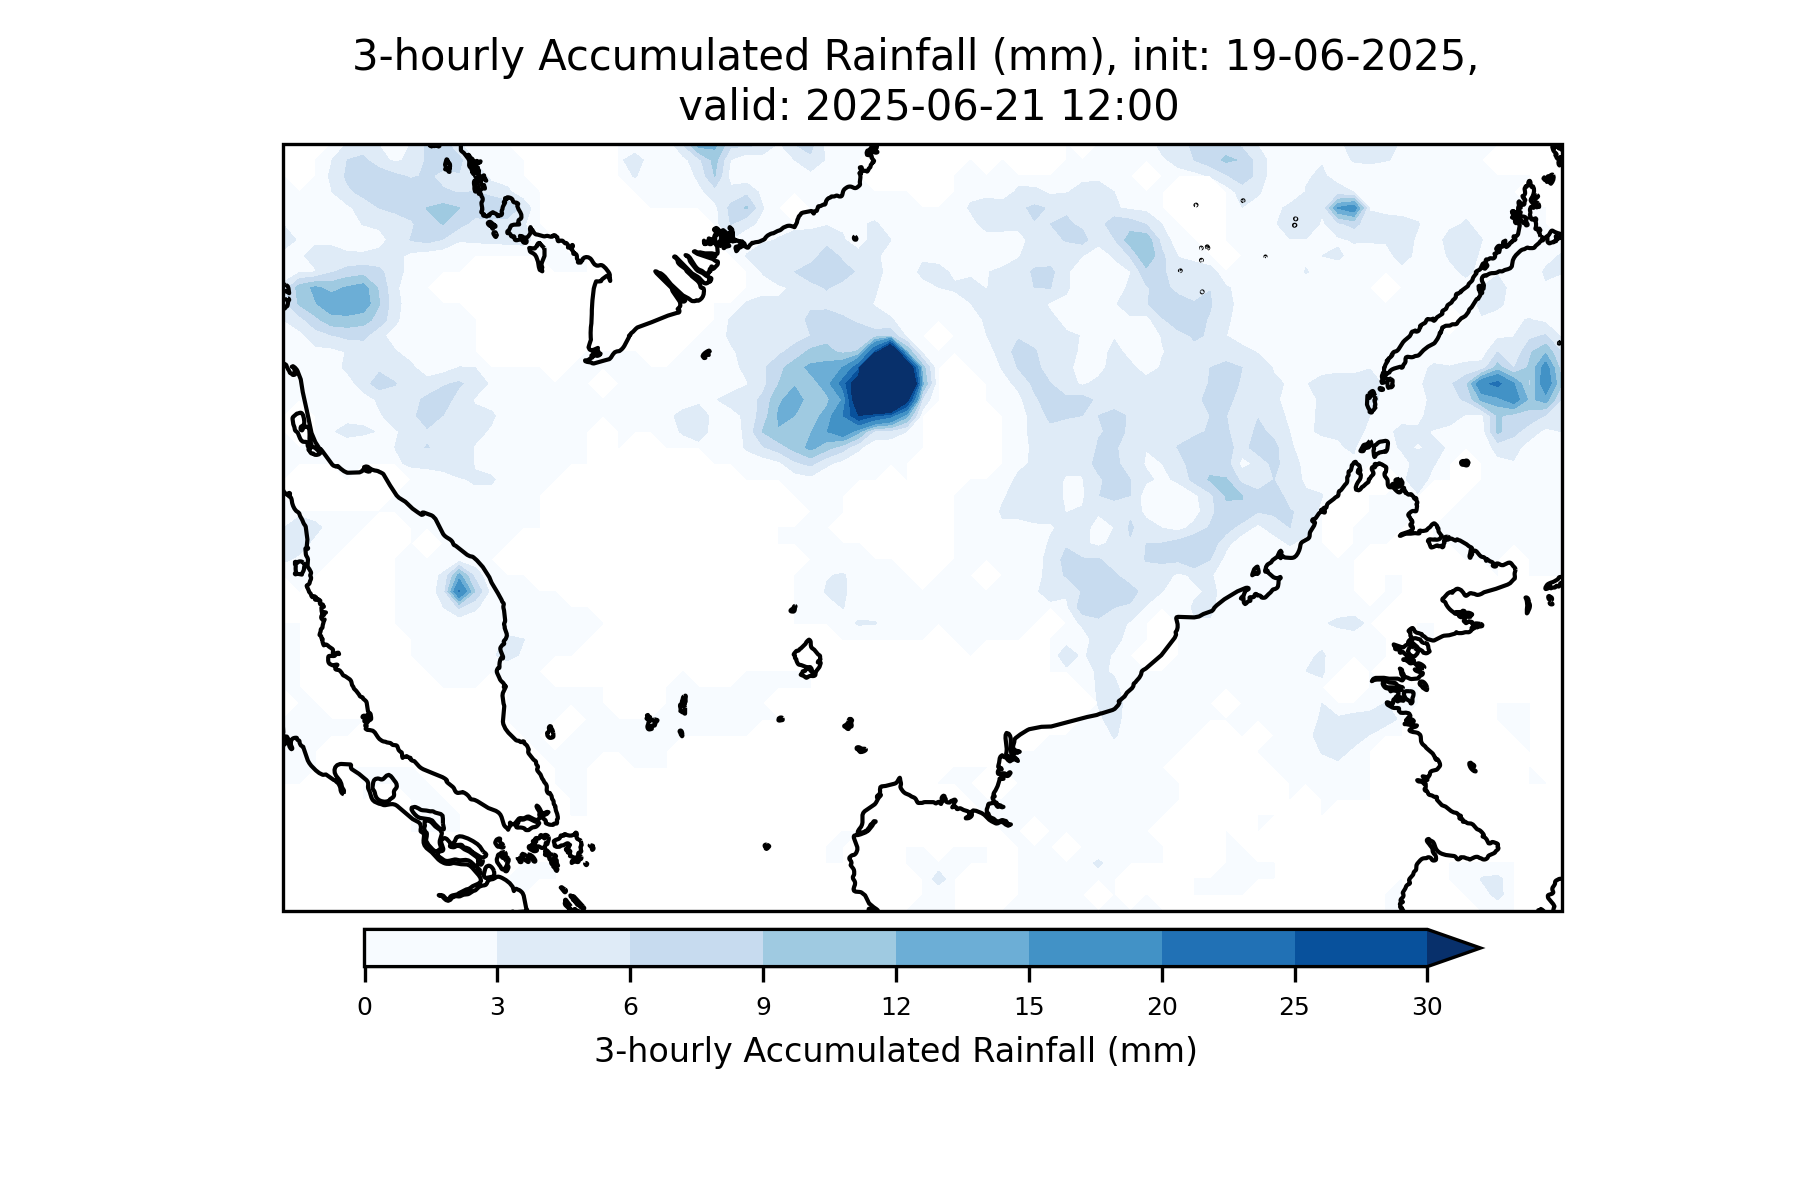 3-hourly Accumulated Rainfall (mm), init: 19-06-2025,
valid: 2025-06-21 12:00
0 3 6 9 12 15 20 25 30
3-hourly Accumulated Rainfall (mm)